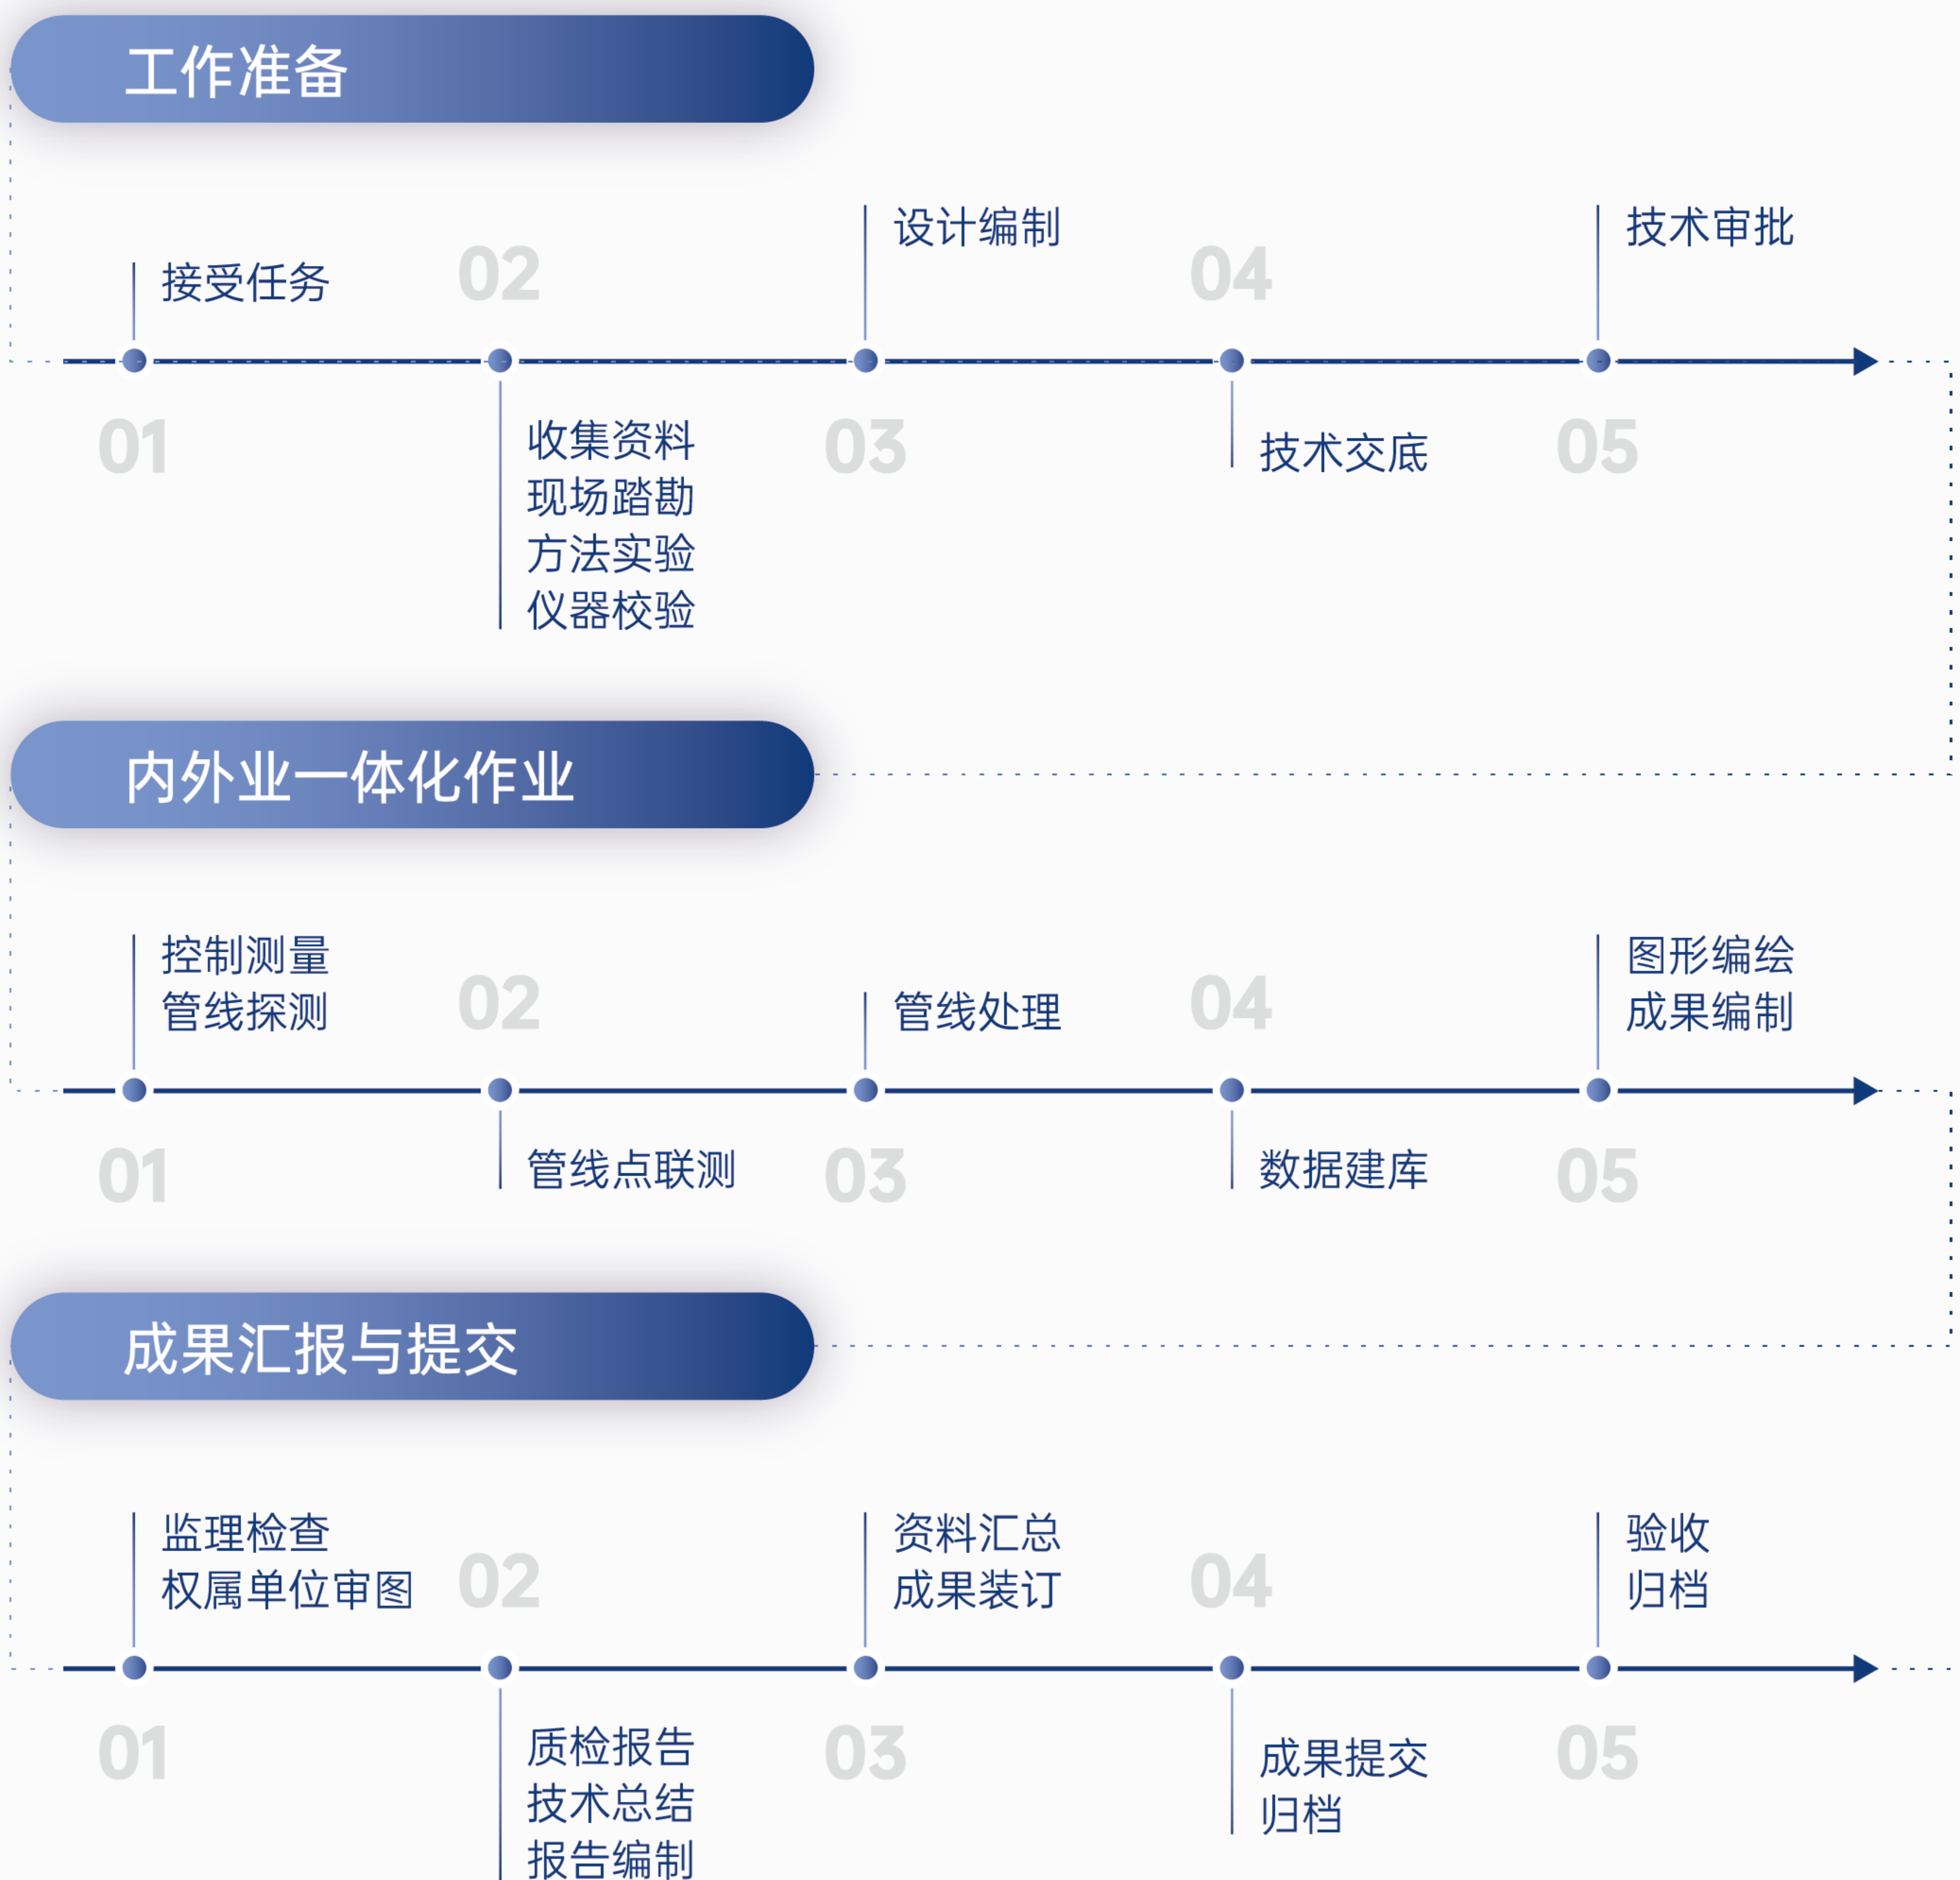 工作准备
01
接受任务
02
收集资料
现场踏勘
方法实验
仪器校验
03
设计编制
04
技术交底
05
技术审批
内外业一体化作业
01
控制测量
管线探测
02
管线点联测
03
管线处理
04
数据建库
05
图形编绘
成果编制
成果汇报与提交
01
监理检查
权属单位审图
02
质检报告
技术总结
报告编制
03
资料汇总
成果装订
04
成果提交
归档
05
验收
归档